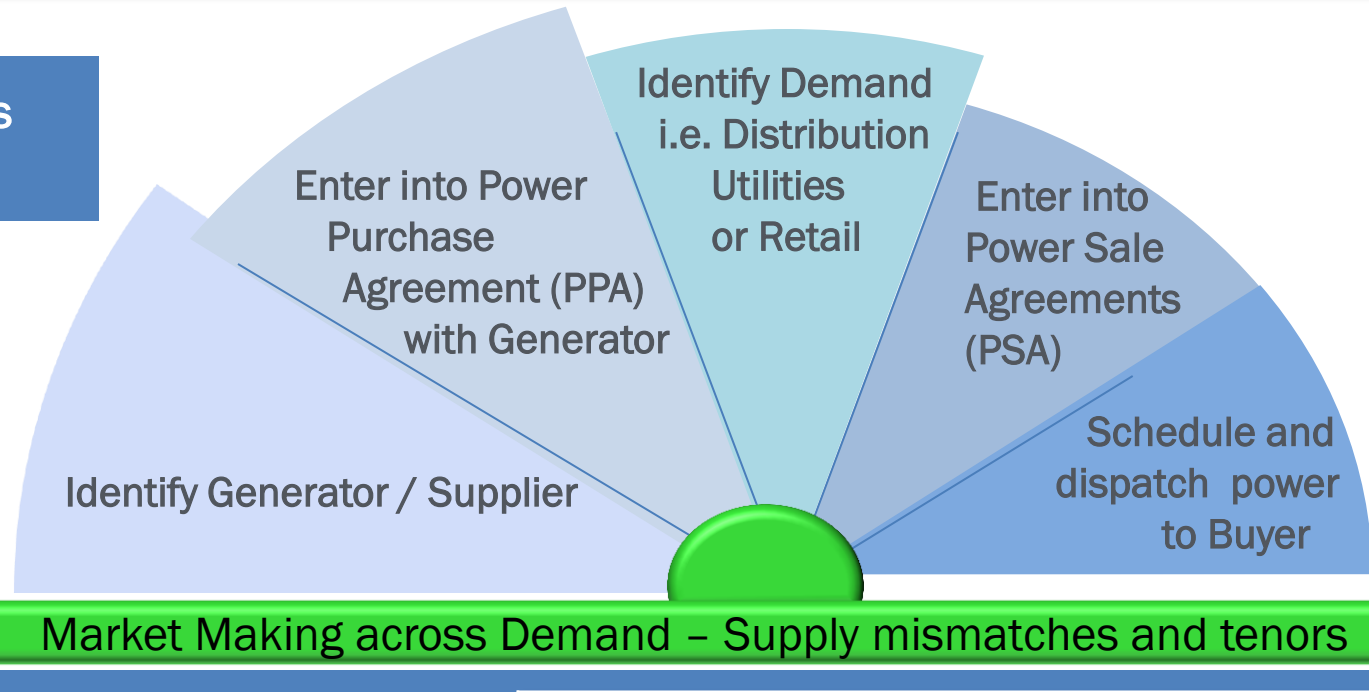 s
Identify Generator / Supplier
Enter into Power
Purchase
Agreement (PPA)
with Generator
Identify Demand
i.e. Distribution
Utilities
or Retail
Enter into
Power Sale
Agreements
(PSA)
Schedule and
dispatch power
to Buyer
Market Making across Demand – Supply mismatches and tenors